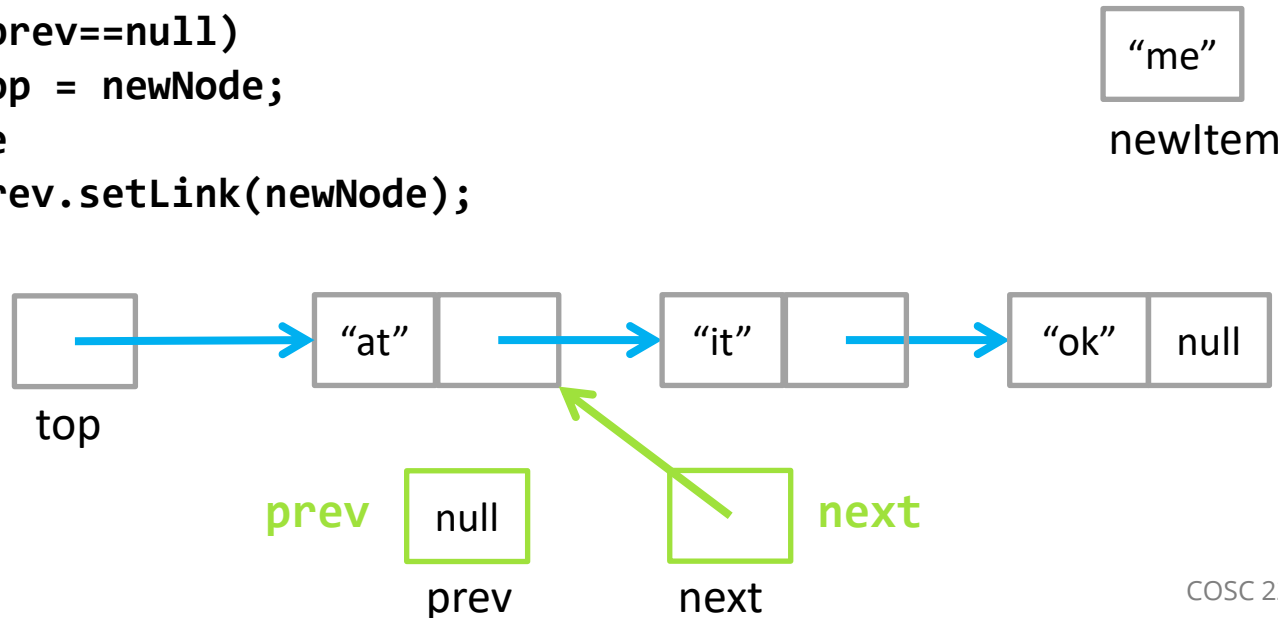 prev==null)
op = newNode;
e
rev.setLink(newNode);
“me”
newItem
“at”
“it”
“ok” null
top
prev null next
prev next
COSC 2